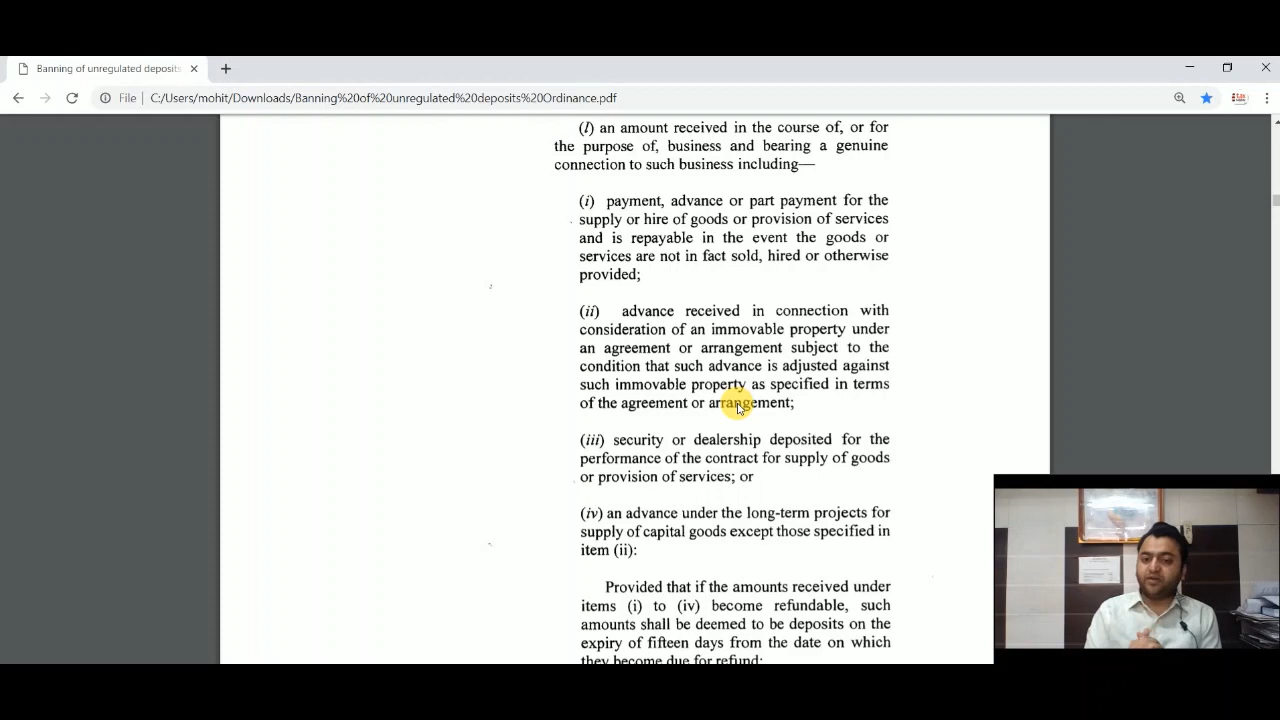 Banning of unregulated deposits
File C:/Users/mohit/Downloads/Banning%20of%20unregulated%20deposits%20Ordinance.pdf
(l) an amount received in the course of, or for
the purpose of, business and bearing a genuine
connection to such business including—
(i) payment, advance or part payment for the
supply or hire of goods or provision of services
and is repayable in the event the goods or
services are not in fact sold, hired or otherwise
provided;
(ii) advance received in connection with
consideration of an immovable property under
an agreement or arrangement subject to the
condition that such advance is adjusted against
such immovable property as specified in terms
of the agreement or arrangement;
(iii) security or dealership deposited for the
performance of the contract for supply of goods
or provision of services; or
(iv) an advance under the long-term projects for
supply of capital goods except those specified in
item (ii):
Provided that if the amounts received under
items (i) to (iv) become refundable, such
amounts shall be deemed to be deposits on the
expiry of fifteen days from the date on which
they become due for refund: